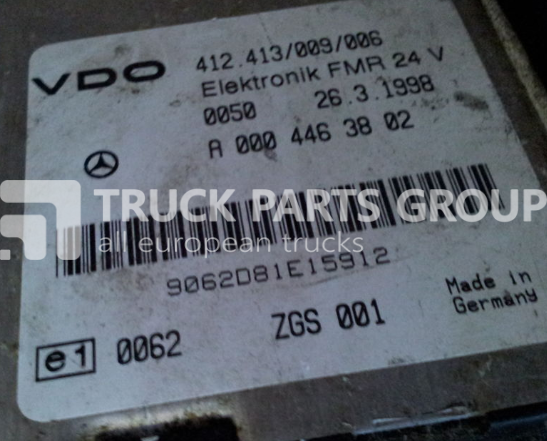 VDO
412.413/009/006
Elektronik FMR 24 V
0050 26.3.1998
A 000 446 38 02
TRUCK PARTS GROUP
all european trucks
9062D81E15912
Made in
Germany
e1 0062 ZGS 001